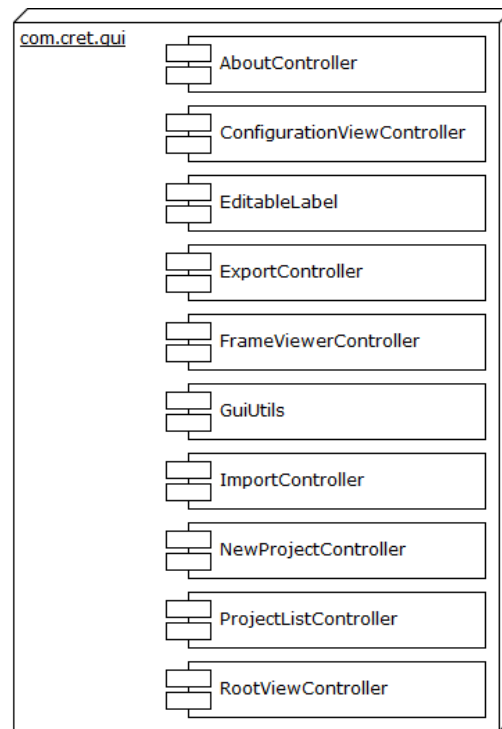 com.cret.gui
AboutController
ConfigurationViewController
EditableLabel
ExportController
FrameViewerController
GuiUtils
ImportController
NewProjectController
ProjectListController
RootViewController